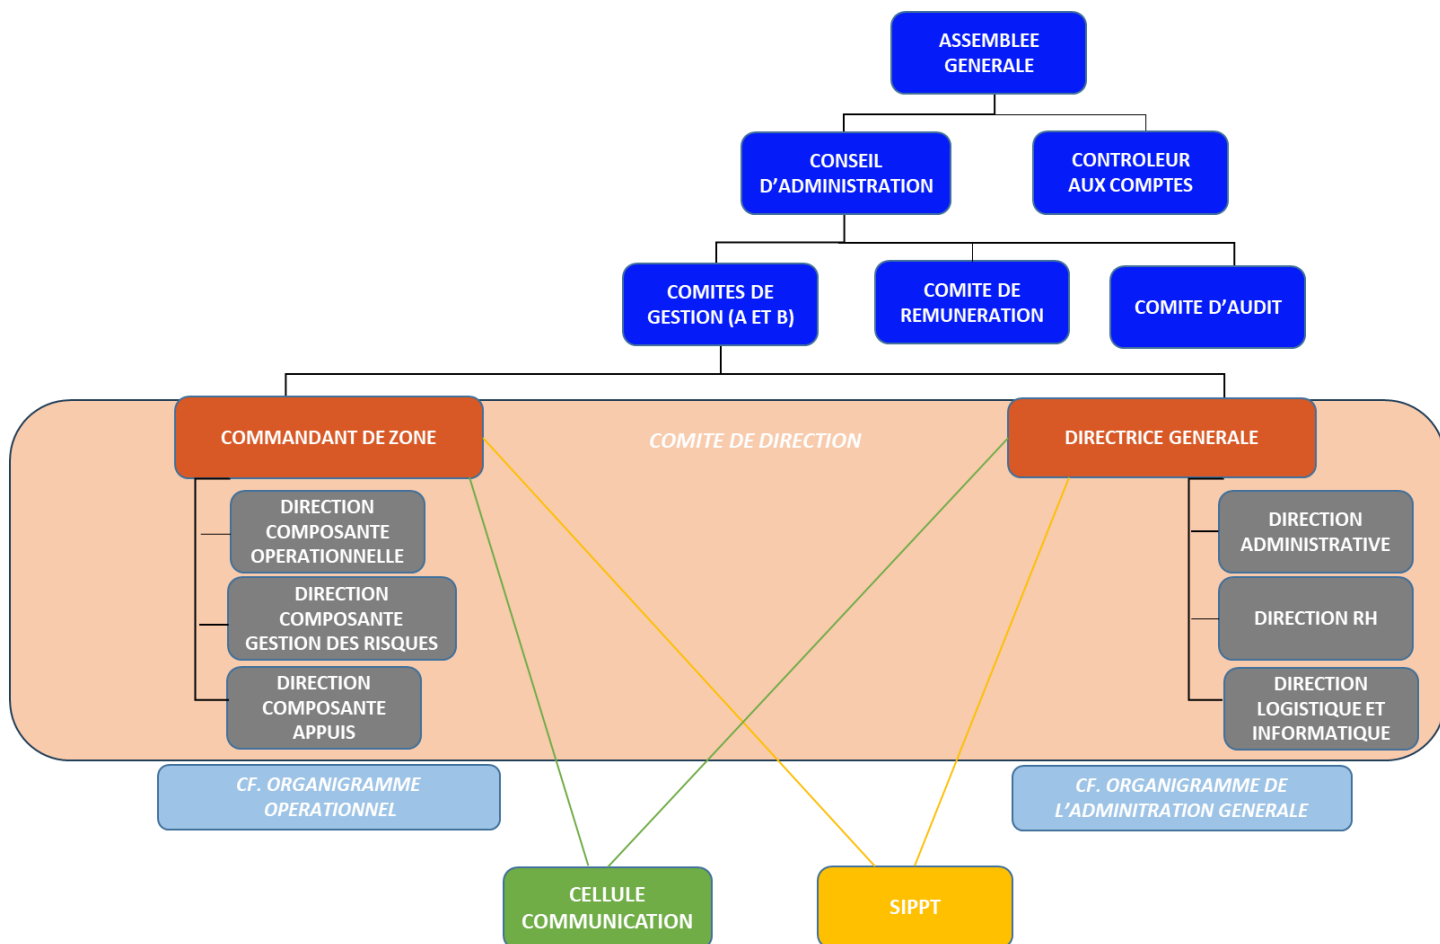 ASSEMBLEE
GENERALE
CONSEIL
D’ADMINISTRATION
CONTROLEUR
AUX COMPTES
COMITES DE
GESTION (A ET B)
COMITE DE
REMUNERATION
COMITE D’AUDIT
COMMANDANT DE ZONE
COMITE DE DIRECTION
DIRECTRICE GENERALE
DIRECTION
COMPOSANTE
OPERATIONNELLE
DIRECTION
COMPOSANTE
GESTION DES RISQUES
DIRECTION
COMPOSANTE
APPUIS
DIRECTION
ADMINISTRATIVE
DIRECTION RH
DIRECTION
LOGISTIQUE ET
INFORMATIQUE
CF. ORGANIGRAMME
OPERATIONNEL
CF. ORGANIGRAMME DE
L’ADMINITRATION GENERALE
CELLULE
COMMUNICATION
SIPPT